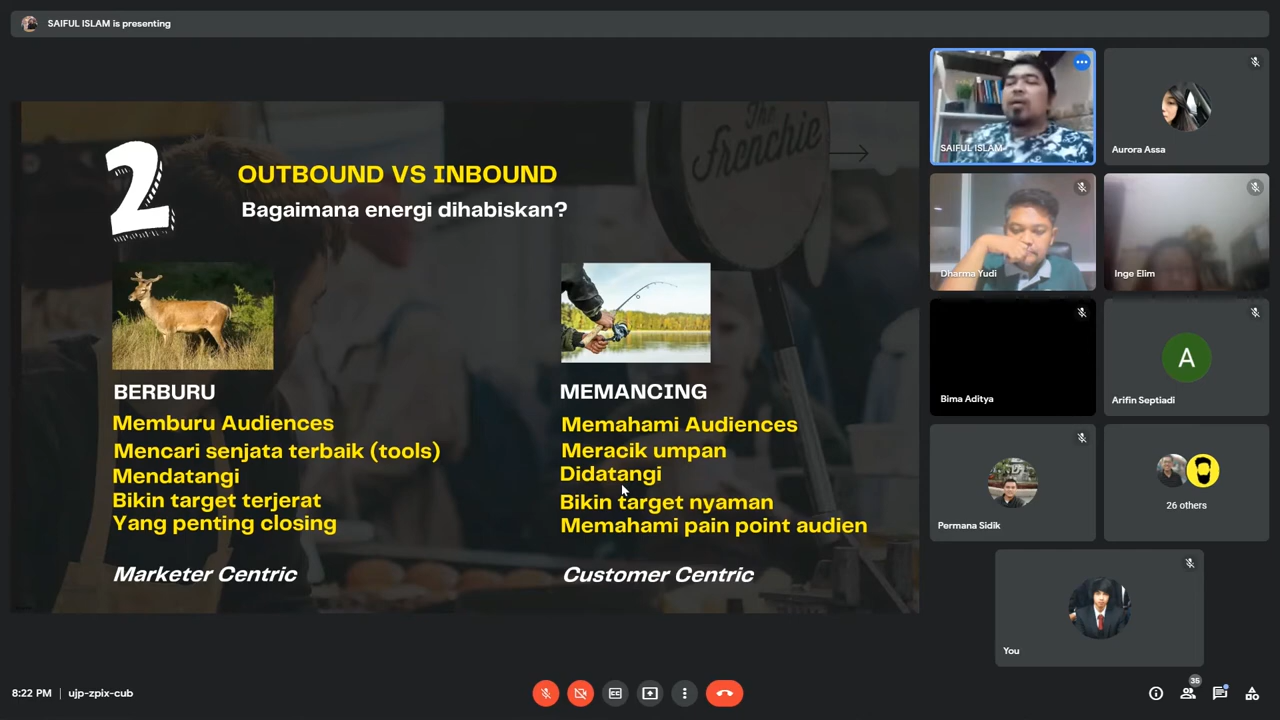 SAIFUL ISLAM is presenting
2
OUTBOUND VS INBOUND
Bagaimana energi dihabiskan?
The
Frenchie
BERBURU
Memburu Audiences
Mencari senjata terbaik (tools)
Mendatangi
Bikin target terjerat
Yang penting closing
Marketer Centric
MEMANCING
Memahami Audiences
Meracik umpan
Didatangi
Bikin target nyaman
Memahami pain point audien
Customer Centric
SAIFUL ISLAM
Aurora Assa
Dharma Yudi
Inge Elim
Bima Aditya
A
Arifin Septiadi
Permana Sidik
26 others
You
8:22 PM | ujp-zpix-cub
35